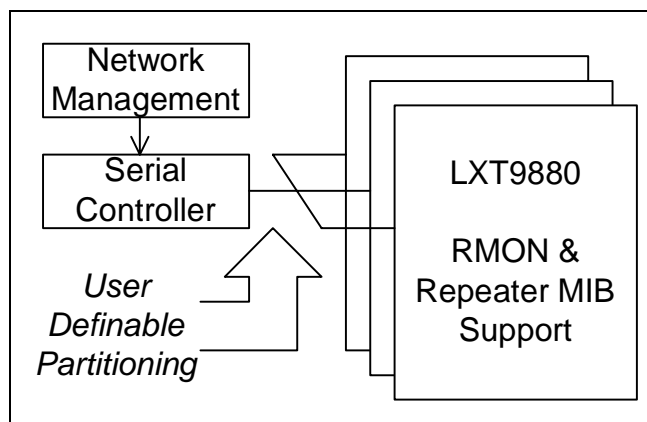 Network
Management
Serial
Controller
User
Definable
Partitioning
LXT9880
RMON &
Repeater MIB
Support